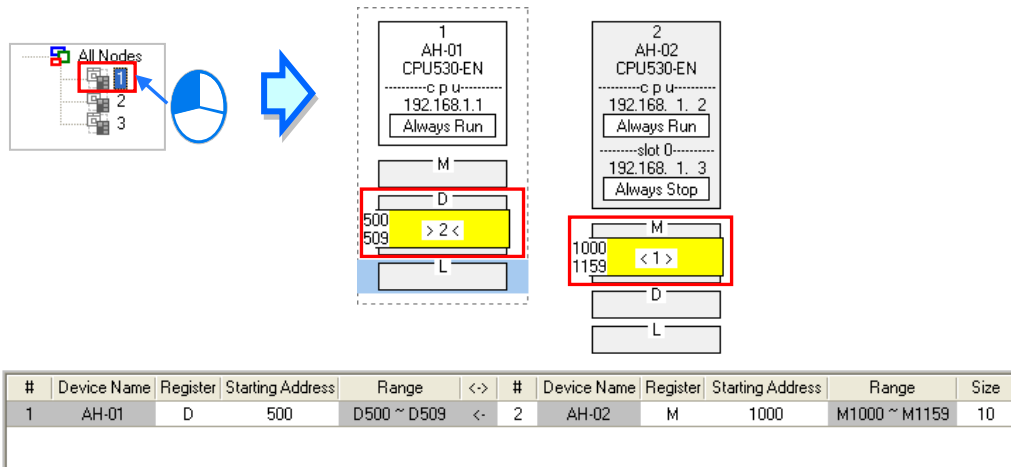 All Nodes
1
2
3
1
AH-01
CPU530-EN
--------c p u--------
192.168.1.1
Always Run
M
D
500
509
> 2 <
L
2
AH-02
CPU530-EN
--------c p u--------
192.168. 1. 2
Always Run
--------slot 0--------
192.168. 1. 3
Always Stop
M
1000
1159
< 1 >
D
L
# Device Name Register Starting Address Range <-> # Device Name Register Starting Address Range Size
1 AH-01 D 500 D500 ~ D509 <- 2 AH-02 M 1000 M1000 ~ M1159 10